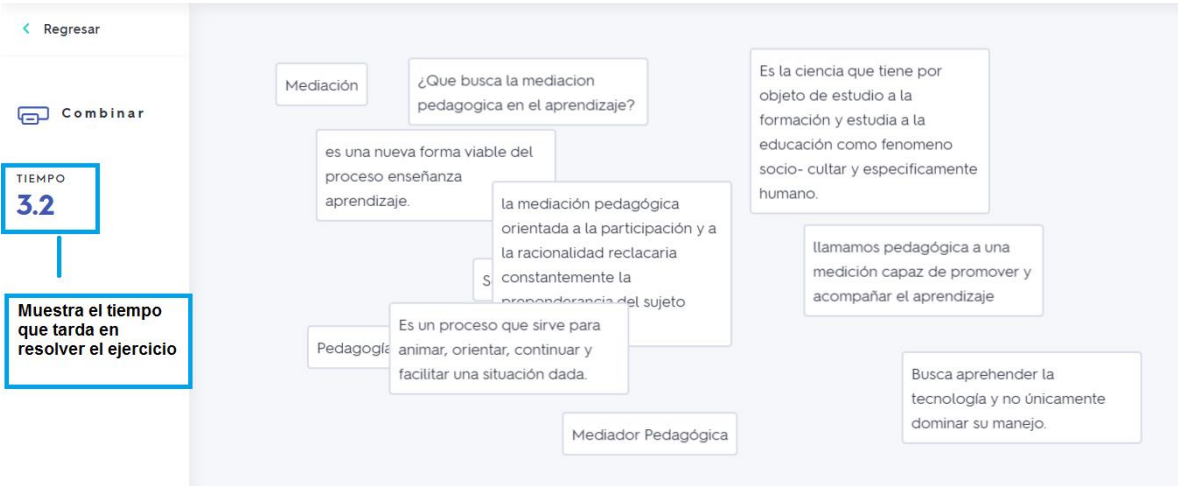 Regresar
Combinar
TIEMPO
3.2
Muestra el tiempo
que tarda en
resolver el ejercicio
Mediación
¿Que busca la mediacion
pedagogica en el aprendizaje?
Es la ciencia que tiene por
objeto de estudio a la
formación y estudia a la
educación como fenomeno
socio- cultar y especificamente
humano.
es una nueva forma viable del
proceso enseñanza
aprendizaje.
la mediación pedagógica
orientada a la participación y a
la racionalidad reclacaria
constantemente la
preponderancia del sujeto
S
llamamos pedagógica a una
medición capaz de promover y
acompañar el aprendizaje
Pedagogía
Es un proceso que sirve para
animar, orientar, continuar y
facilitar una situación dada.
Busca aprehender la
tecnología y no únicamente
dominar su manejo.
Mediador Pedagógica